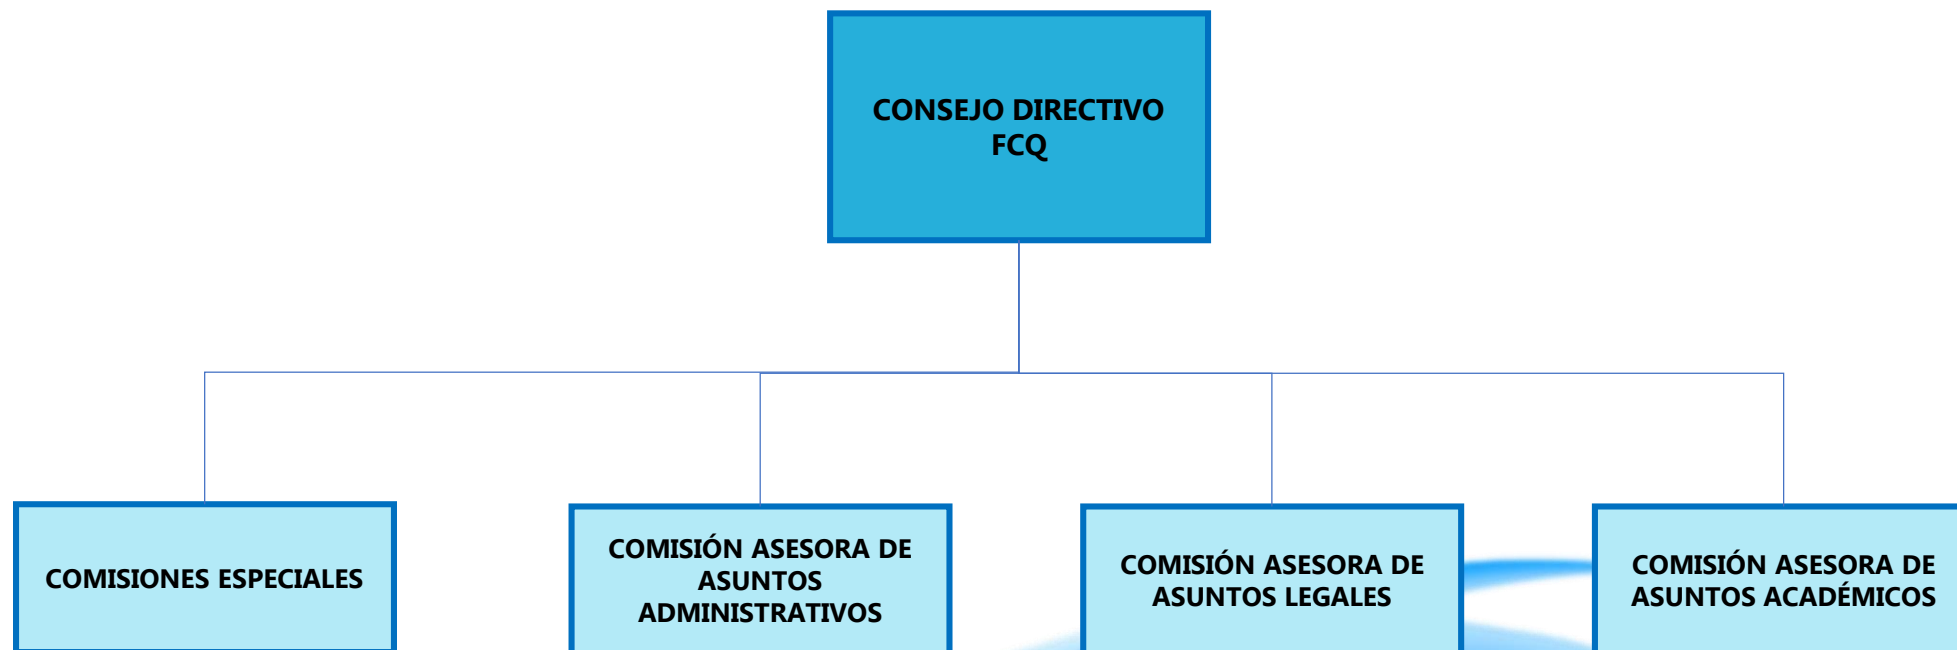 CONSEJO DIRECTIVO
FCQ
COMISIONES ESPECIALES
COMISIÓN ASESORA DE
ASUNTOS
ADMINISTRATIVOS
COMISIÓN ASESORA DE
ASUNTOS LEGALES
COMISIÓN ASESORA DE
ASUNTOS ACADÉMICOS